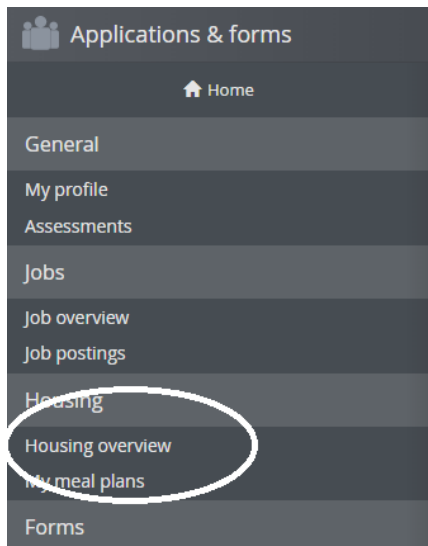 Applications & forms
Home
General
My profile
Assessments
Jobs
Job overview
Job postings
Housing
Housing overview
My meal plans
Forms